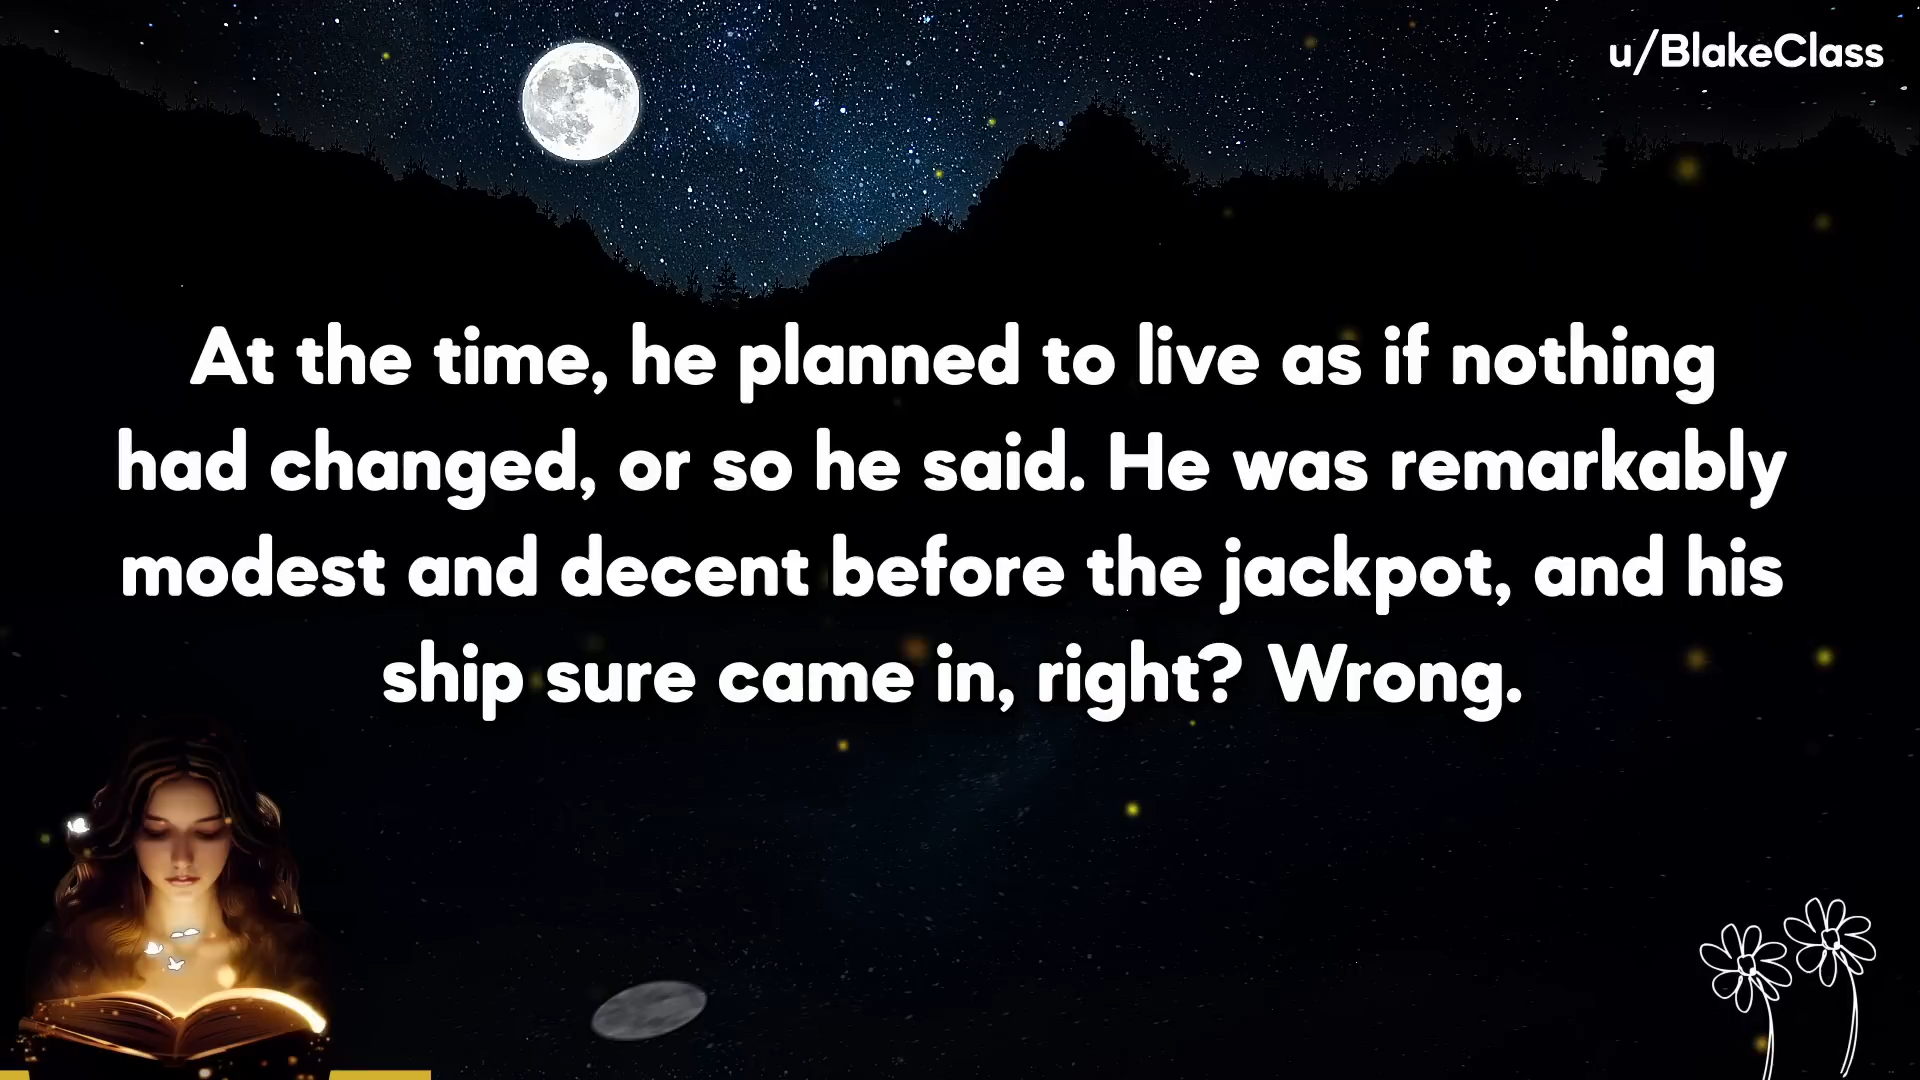 u/BlakeClass
At the time, he planned to live as if nothing
had changed, or so he said. He was remarkably
modest and decent before the jackpot, and his
ship sure came in, right? Wrong.